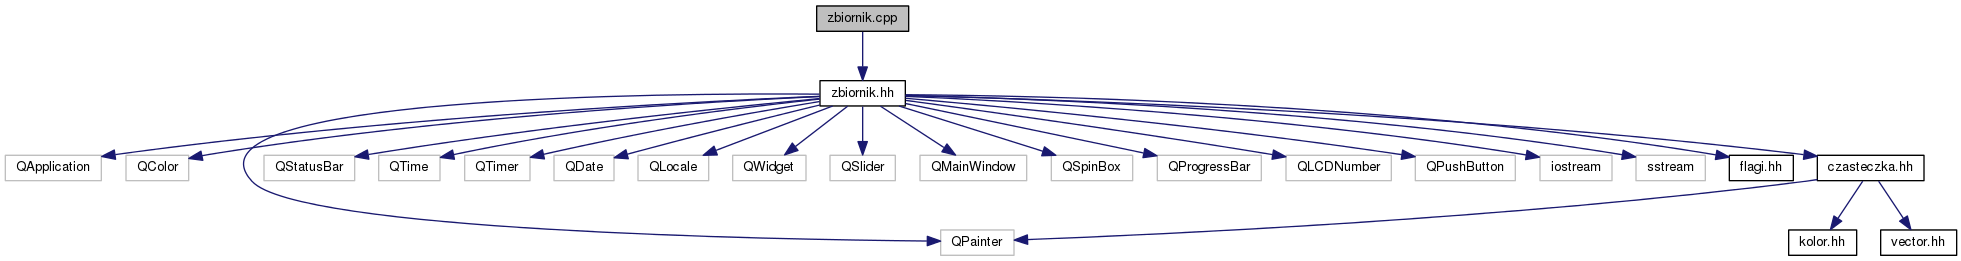 zbiornik.cpp
zbiornik.hh
QApplication
QColor
QStatusBar
QTime
QTimer
QDate
QLocale
QWidget
QSlider
QMainWindow
QSpinBox
QProgressBar
QLCDNumber
QPushButton
iostream
sstream
flagi.hh
czasteczka.hh
QPainter
kolor.hh
vector.hh